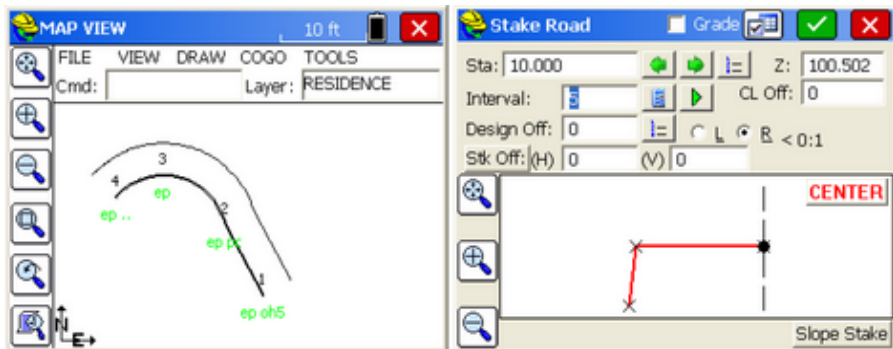 MAP VIEW
10 ft
FILE VIEW DRAW COGO TOOLS
Cmd: Layer: RESIDENCE
3
4
ep
ep ..
2
ep pc
1
ep oh5
N
E
Stake Road Grade
Sta: 10.000 Z: 100.502
Interval: 5 CL Off: 0
Design Off: 0 L R < 0:1
Stk Off: (H) 0 (V) 0
CENTER
Slope Stake